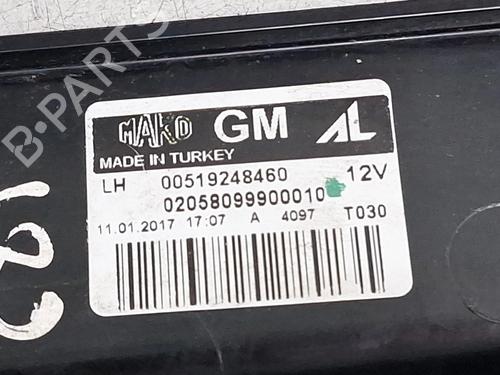 B-PARTS
MAKO GM AL
MADE IN TURKEY
LH 00519248460 12V
02058099900010
11.01.2017 17:07 A 4097 T030